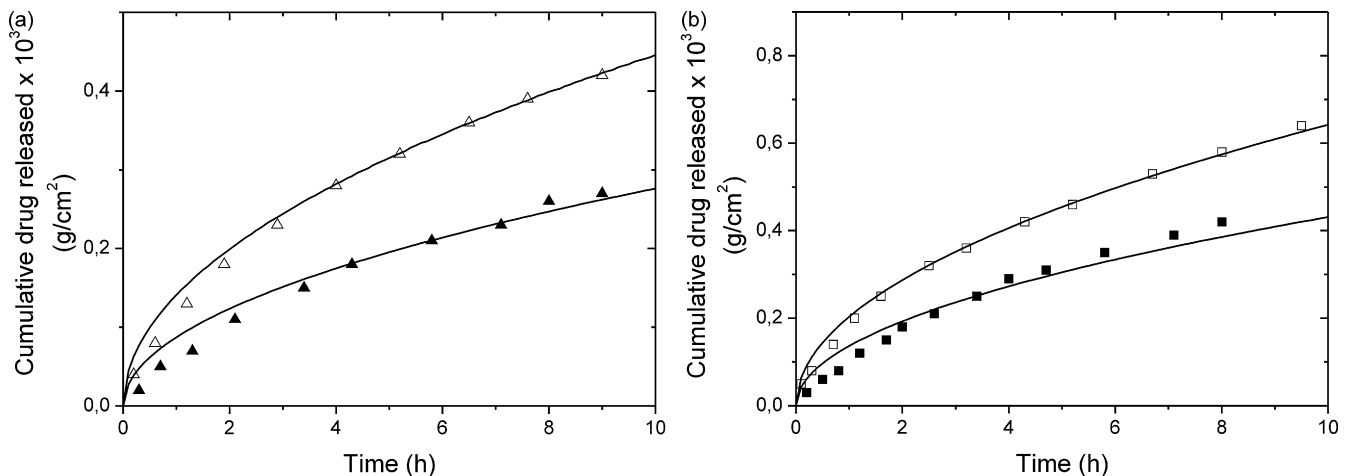 (a)
Cumulative drug released x 10³
(g/cm²)
0,4
0,2
0,0
0 2 4 6 8 10
Time (h)
(b)
Cumulative drug released x 10³
(g/cm²)
0,8
0,6
0,4
0,2
0,0
0 2 4 6 8 10
Time (h)